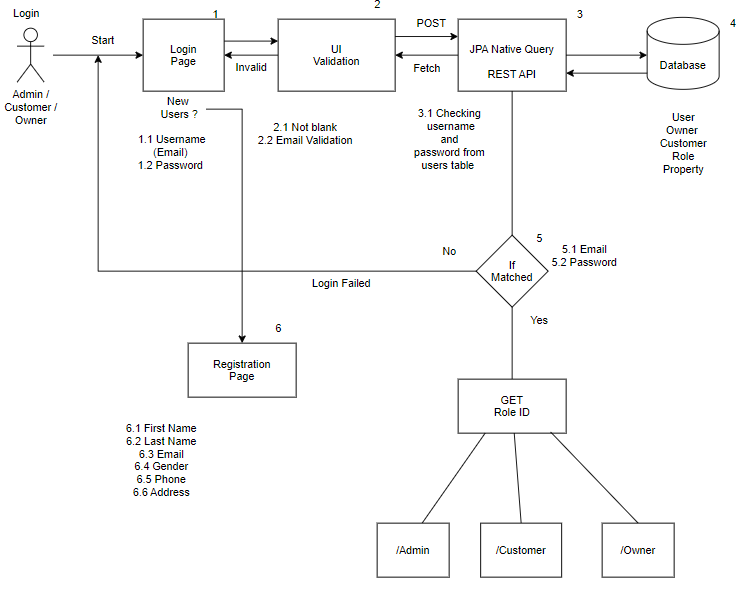 Login
Start
Admin /
Customer /
Owner
1
Login
Page
New
Users ?
1.1 Username
(Email)
1.2 Password
Invalid
2
UI
Validation
2.1 Not blank
2.2 Email Validation
POST
Fetch
3
JPA Native Query
REST API
3.1 Checking
username
and
password from
users table
4
Database
User
Owner
Customer
Role
Property
5
If
Matched
5.1 Email
5.2 Password
No
Login Failed
Yes
6
Registration
Page
6.1 First Name
6.2 Last Name
6.3 Email
6.4 Gender
6.5 Phone
6.6 Address
GET
Role ID
/Admin
/Customer
/Owner